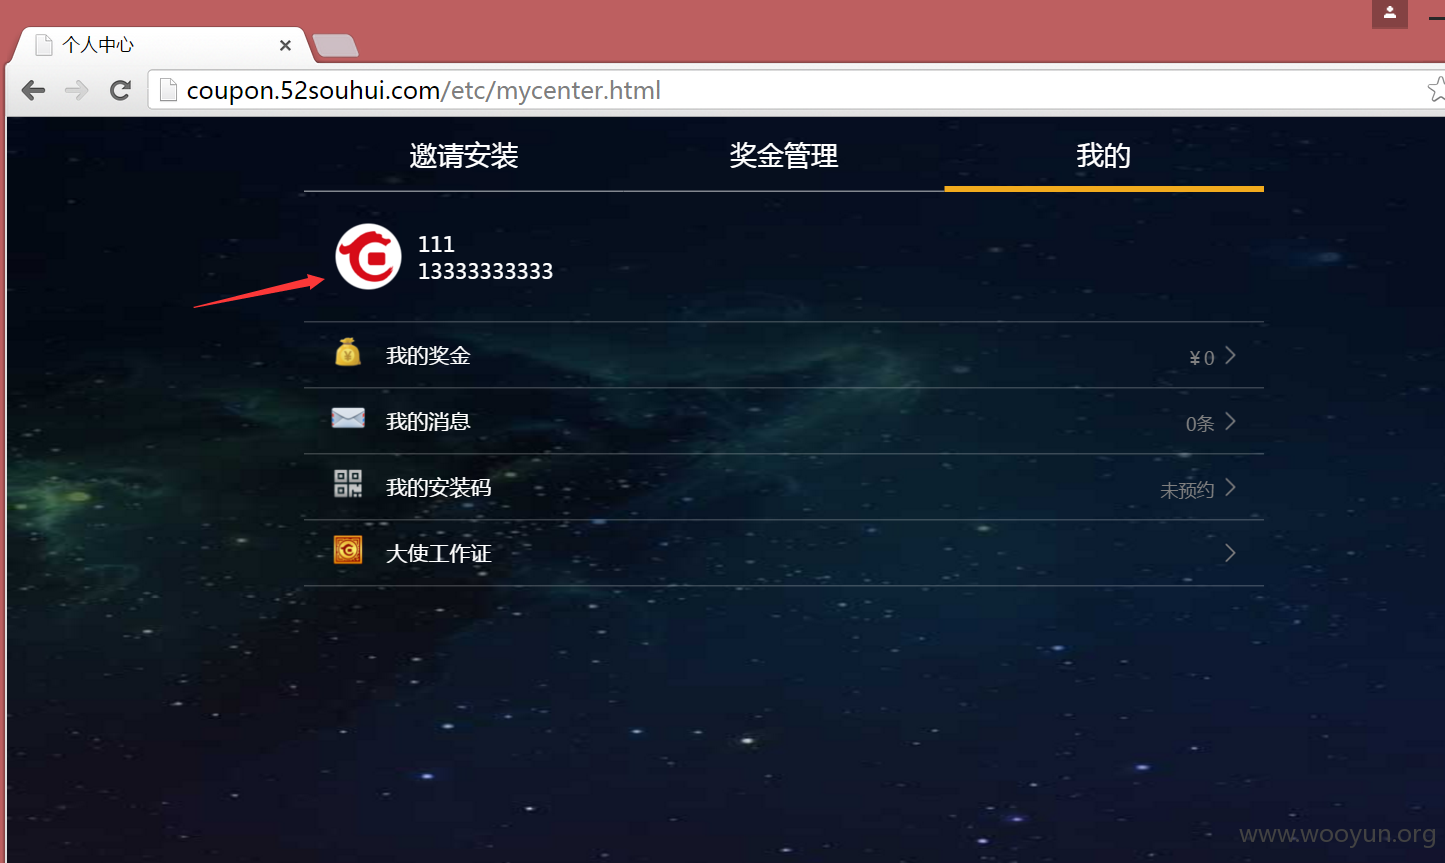 个人中心
coupon.52souhui.com/etc/mycenter.html
邀请安装 奖金管理 我的
111
13333333333
我的奖金 ¥0
我的消息 0条
我的安装码 未预约
大使工作证
www.wooyun.org